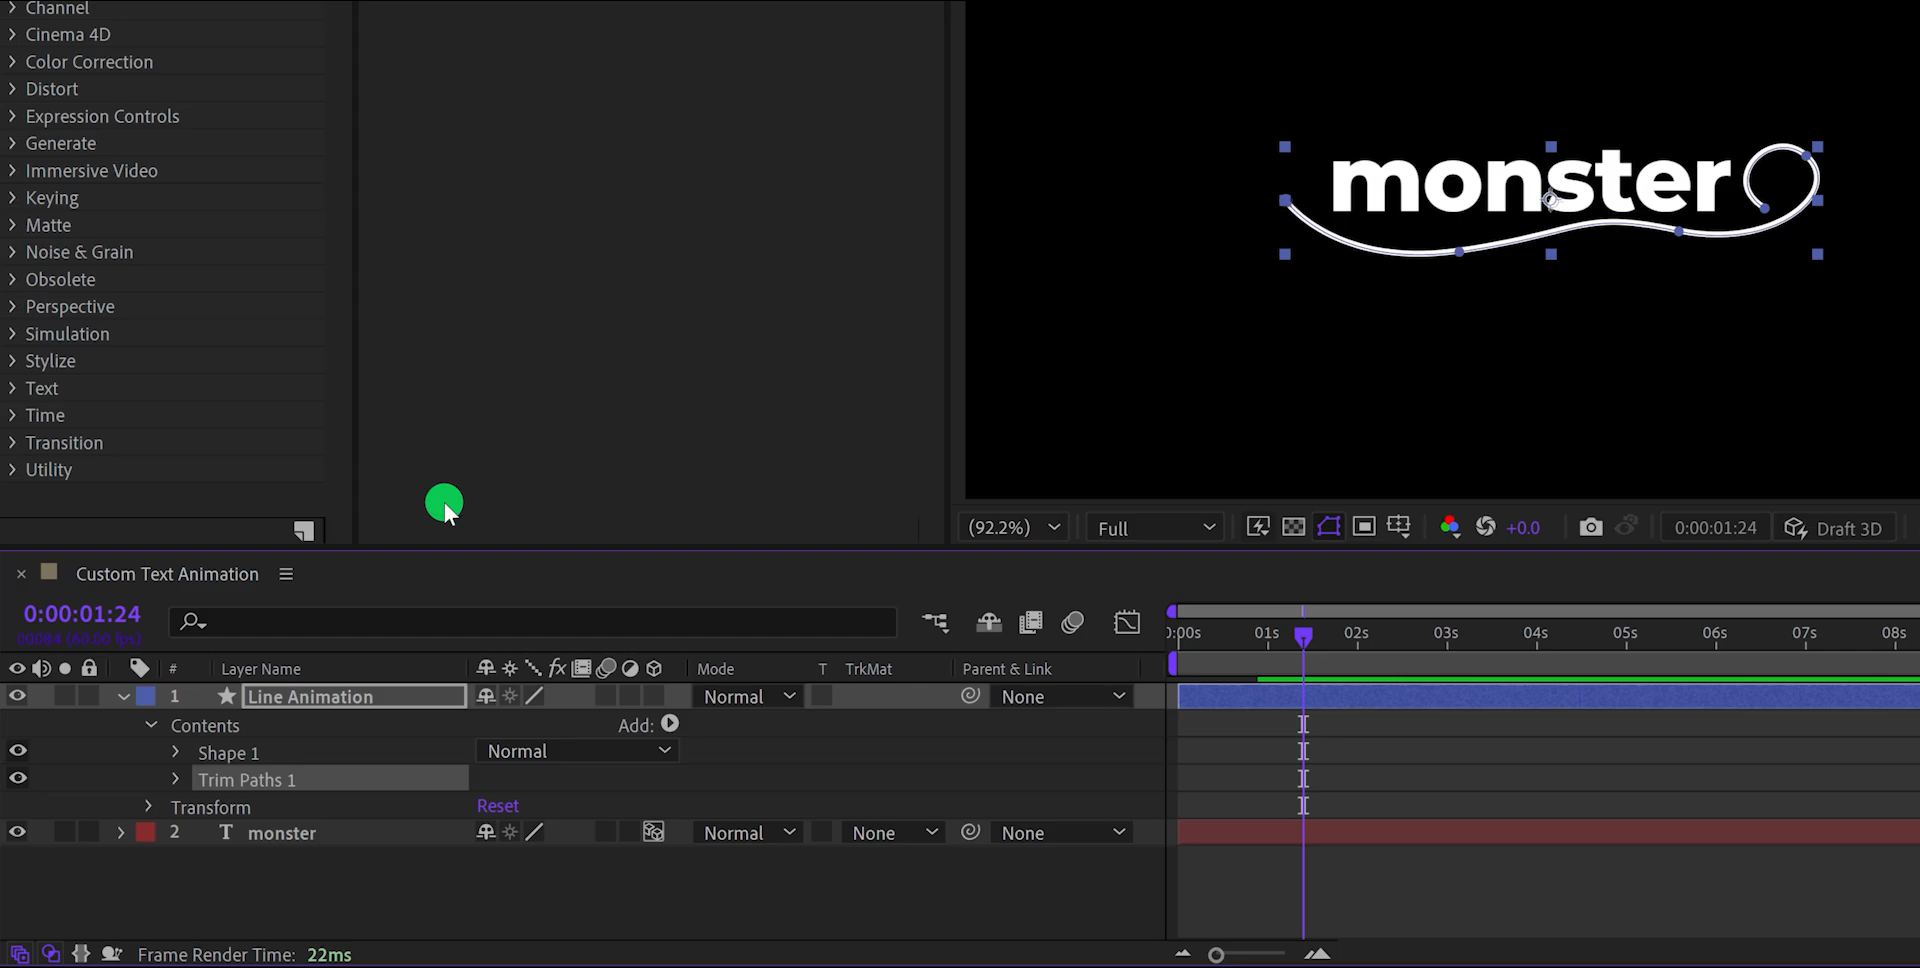 Channel
Cinema 4D
Color Correction
Distort
Expression Controls
Generate
Immersive Video
Keying
Matte
Noise & Grain
Obsolete
Perspective
Simulation
Stylize
Text
Time
Transition
Utility
monster
(92.2%) Full +0.0 0:00:01:24 Draft 3D
Custom Text Animation
0:00:01:24
00084 (60.00 fps)
:00s 01s 02s 03s 04s 05s 06s 07s 08s
# Layer Name fx Mode T TrkMat Parent & Link
1 Line Animation Normal None
Contents Add:
Shape 1 Normal
Trim Paths 1
Transform Reset
2 T monster Normal None None
Frame Render Time: 22ms